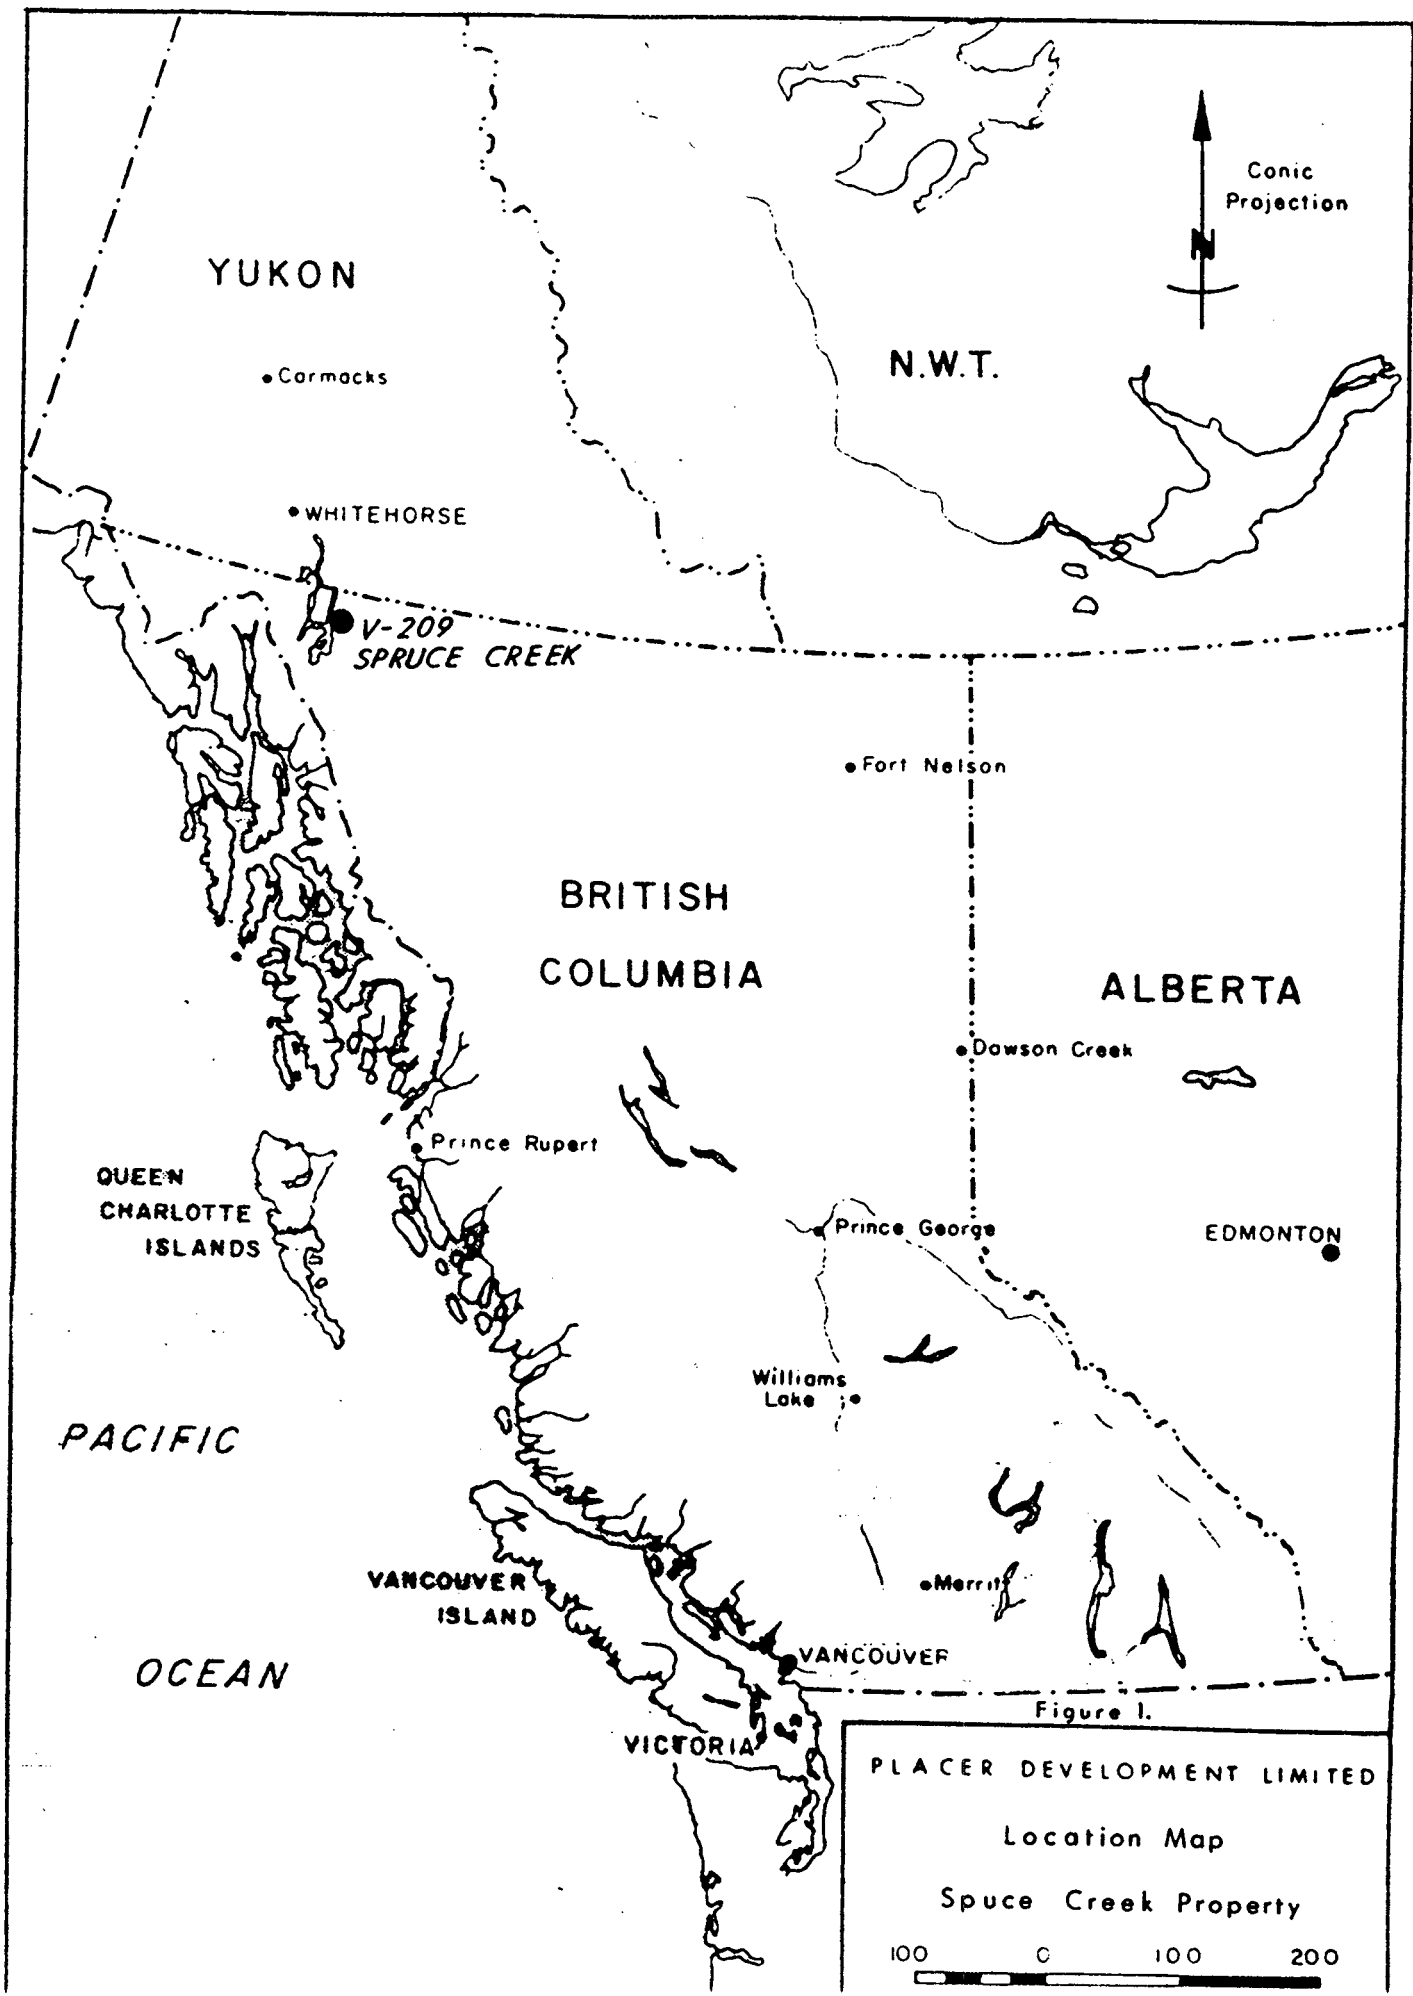 Conic
Projection
N
YUKON
N.W.T.
Carmacks
WHITEHORSE
V-209
SPRUCE CREEK
Fort Nelson
BRITISH
COLUMBIA
ALBERTA
Dawson Creek
Prince Rupert
QUEEN
CHARLOTTE
ISLANDS
Prince George
EDMONTON
Williams
Lake
PACIFIC
VANCOUVER
ISLAND
Merritt
OCEAN
VANCOUVER
VICTORIA
Figure 1.
PLACER DEVELOPMENT LIMITED
Location Map
Spuce Creek Property
100 0 100 200